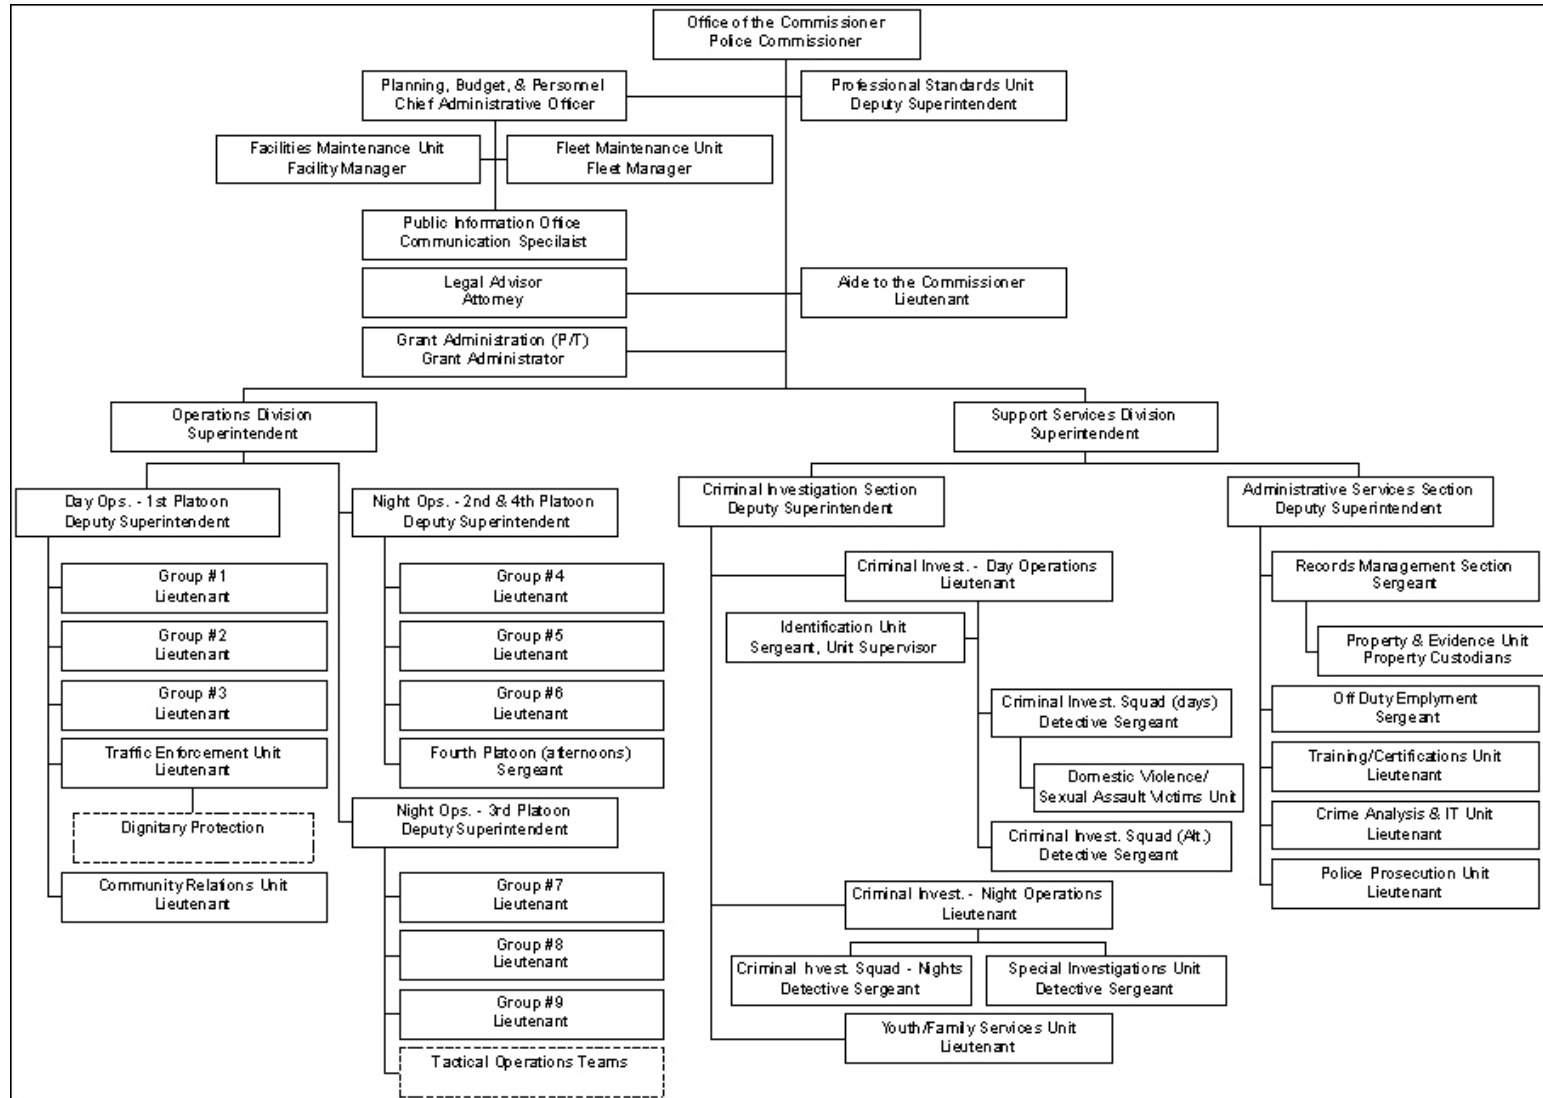 Office of the Commissioner
Police Commissioner
Planning, Budget, & Personnel
Chief Administrative Officer
Professional Standards Unit
Deputy Superintendent
Facilities Maintenance Unit
Facility Manager
Fleet Maintenance Unit
Fleet Manager
Public Information Office
Communication Specilaist
Legal Advisor
Attorney
Aide to the Commissioner
Lieutenant
Grant Administration (P/T)
Grant Administrator
Operations Division
Superintendent
Support Services Division
Superintendent
Day Ops. - 1st Platoon
Deputy Superintendent
Group #1
Lieutenant
Group #2
Lieutenant
Group #3
Lieutenant
Traffic Enforcement Unit
Lieutenant
Dignitary Protection
Community Relations Unit
Lieutenant
Night Ops. - 2nd & 4th Platoon
Deputy Superintendent
Group #4
Lieutenant
Group #5
Lieutenant
Group #6
Lieutenant
Fourth Platoon (afternoons)
Sergeant
Night Ops. - 3rd Platoon
Deputy Superintendent
Group #7
Lieutenant
Group #8
Lieutenant
Group #9
Lieutenant
Tactical Operations Teams
Criminal Investigation Section
Deputy Superintendent
Criminal Invest. - Day Operations
Lieutenant
Identification Unit
Sergeant, Unit Supervisor
Criminal Invest. Squad (days)
Detective Sergeant
Domestic Violence/
Sexual Assault Victims Unit
Criminal Invest. Squad (Alt.)
Detective Sergeant
Criminal Invest. - Night Operations
Lieutenant
Criminal Invest. Squad - Nights
Detective Sergeant
Special Investigations Unit
Detective Sergeant
Youth/Family Services Unit
Lieutenant
Administrative Services Section
Deputy Superintendent
Records Management Section
Sergeant
Property & Evidence Unit
Property Custodians
Off Duty Emplyment
Sergeant
Training/Certifications Unit
Lieutenant
Crime Analysis & IT Unit
Lieutenant
Police Prosecution Unit
Lieutenant